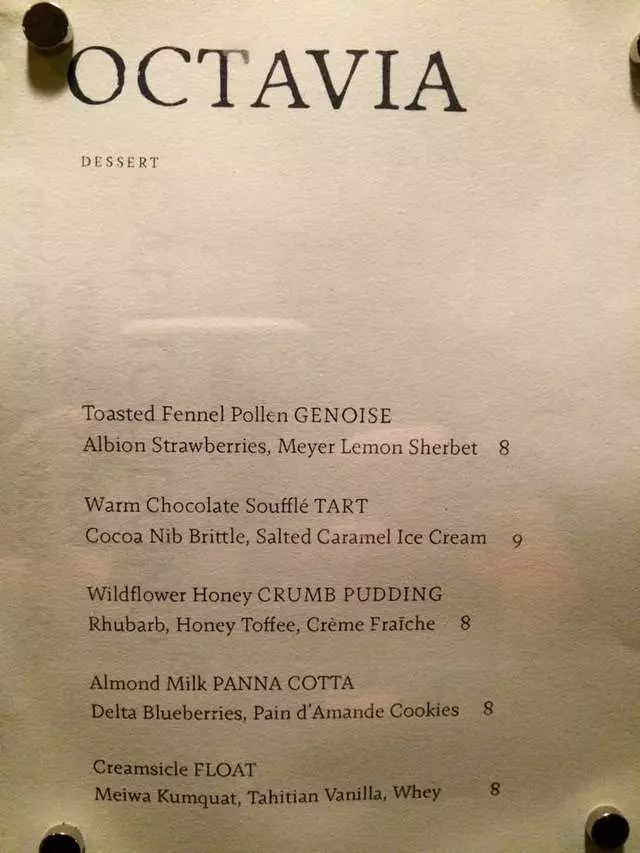 OCTAVIA
DESSERT
Toasted Fennel Pollen GENOISE
Albion Strawberries, Meyer Lemon Sherbet 8
Warm Chocolate Soufflé TART
Cocoa Nib Brittle, Salted Caramel Ice Cream 9
Wildflower Honey CRUMB PUDDING
Rhubarb, Honey Toffee, Crème Fraîche 8
Almond Milk PANNA COTTA
Delta Blueberries, Pain d'Amande Cookies 8
Creamsicle FLOAT
Meiwa Kumquat, Tahitian Vanilla, Whey 8